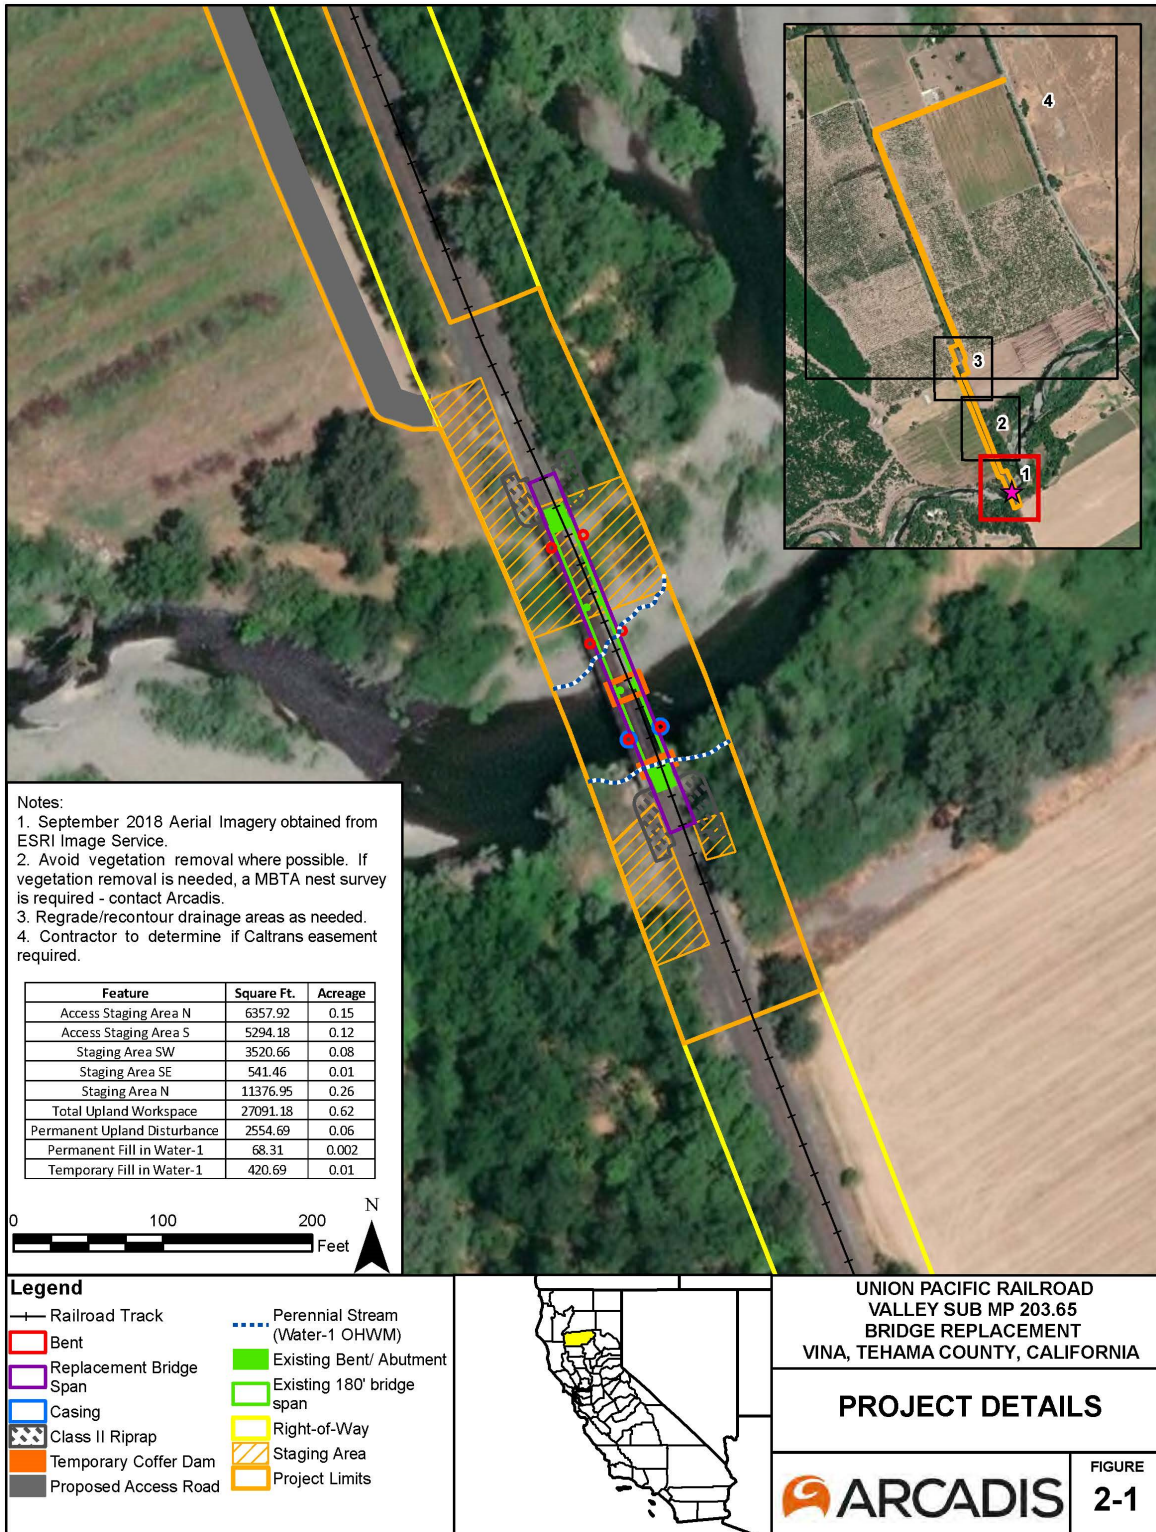 4
3
2
1
Notes:
1. September 2018 Aerial Imagery obtained from
ESRI Image Service.
2. Avoid vegetation removal where possible. If
vegetation removal is needed, a MBTA nest survey
is required - contact Arcadis.
3. Regrade/recontour drainage areas as needed.
4. Contractor to determine if Caltrans easement
required.
Feature Square Ft. Acreage
Access Staging Area N 6357.92 0.15
Access Staging Area S 5294.18 0.12
Staging Area SW 3520.66 0.08
Staging Area SE 541.46 0.01
Staging Area N 11376.95 0.26
Total Upland Workspace 27091.18 0.62
Permanent Upland Disturbance 2554.69 0.06
Permanent Fill in Water-1 68.31 0.002
Temporary Fill in Water-1 420.69 0.01
N
0 100 200
Feet
Legend
Railroad Track
Bent
Replacement Bridge
Span
Casing
Class II Riprap
Temporary Coffer Dam
Proposed Access Road
Perennial Stream
(Water-1 OHWM)
Existing Bent/ Abutment
Existing 180' bridge
span
Right-of-Way
Staging Area
Project Limits
UNION PACIFIC RAILROAD
VALLEY SUB MP 203.65
BRIDGE REPLACEMENT
VINA, TEHAMA COUNTY, CALIFORNIA
PROJECT DETAILS
ARCADIS
FIGURE
2-1